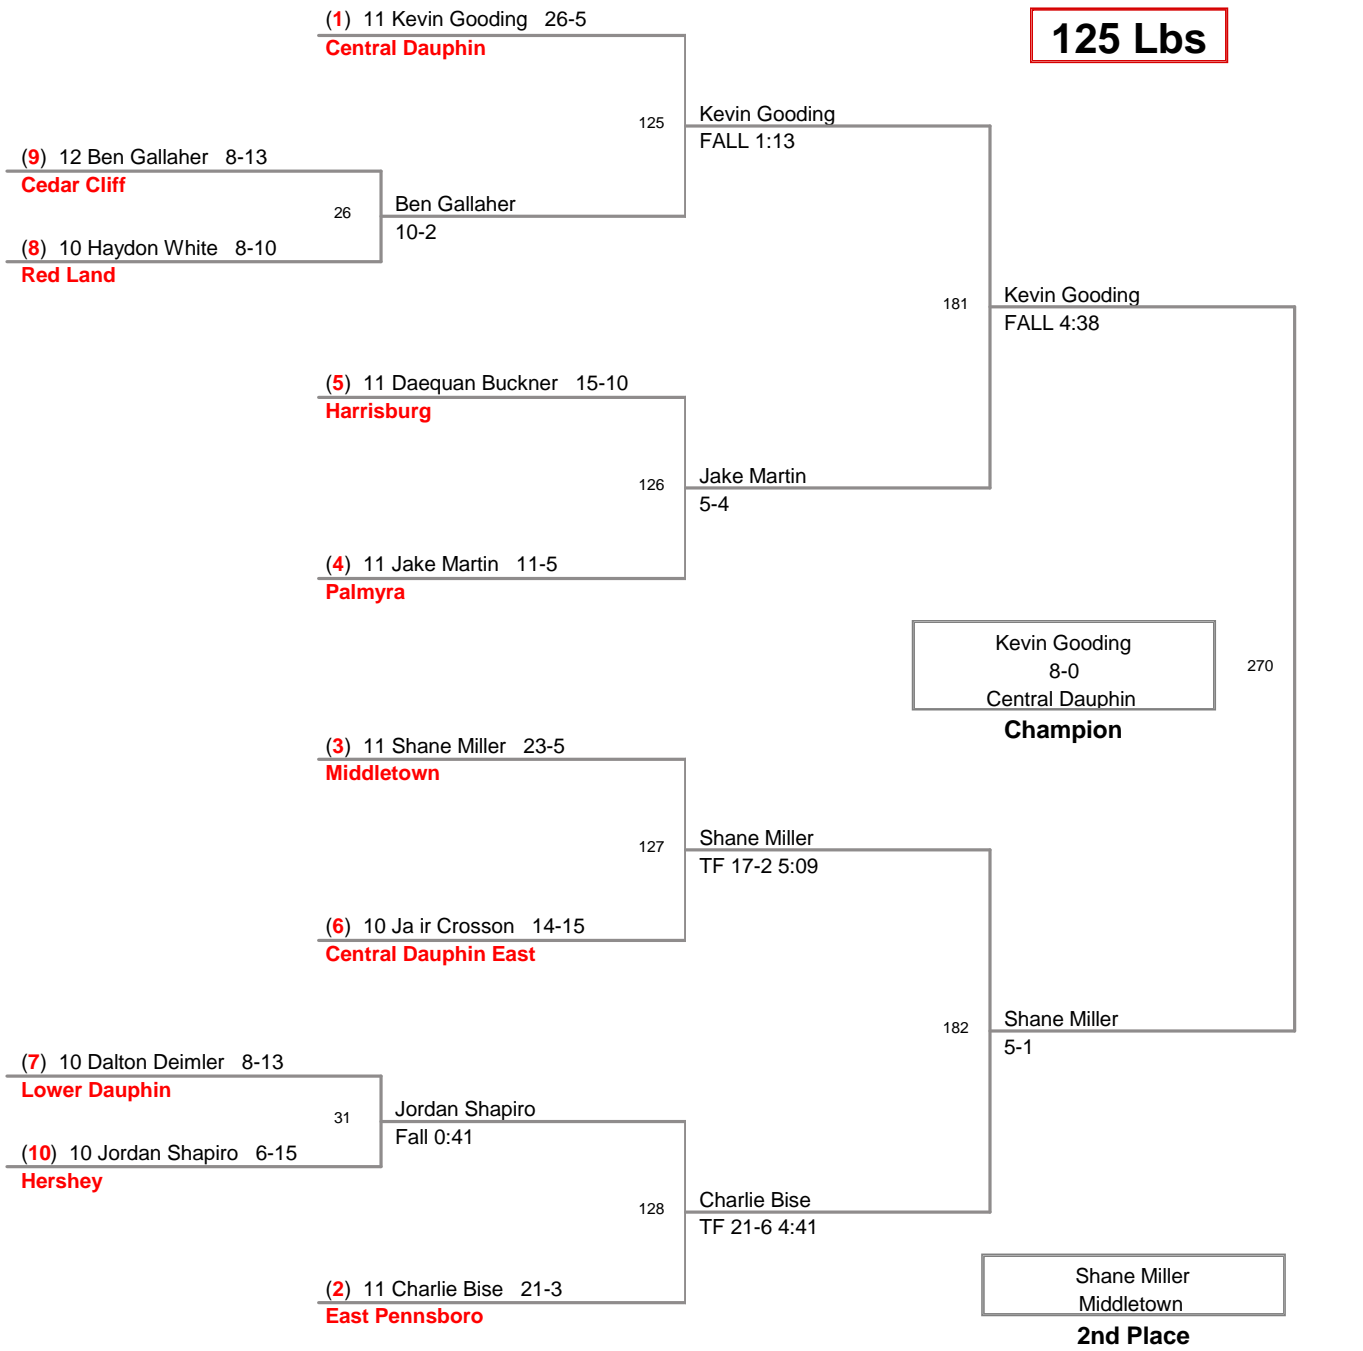 (1) 11 Kevin Gooding 26-5
Central Dauphin
125 Lbs
125
Kevin Gooding
FALL 1:13
(9) 12 Ben Gallaher 8-13
Cedar Cliff
26
Ben Gallaher
10-2
(8) 10 Haydon White 8-10
Red Land
181
Kevin Gooding
FALL 4:38
(5) 11 Daequan Buckner 15-10
Harrisburg
126
Jake Martin
5-4
(4) 11 Jake Martin 11-5
Palmyra
Kevin Gooding
8-0
Central Dauphin
Champion
270
(3) 11 Shane Miller 23-5
Middletown
127
Shane Miller
TF 17-2 5:09
(6) 10 Ja ir Crosson 14-15
Central Dauphin East
182
Shane Miller
5-1
(7) 10 Dalton Deimler 8-13
Lower Dauphin
31
Jordan Shapiro
Fall 0:41
(10) 10 Jordan Shapiro 6-15
Hershey
128
Charlie Bise
TF 21-6 4:41
(2) 11 Charlie Bise 21-3
East Pennsboro
Shane Miller
Middletown
2nd Place